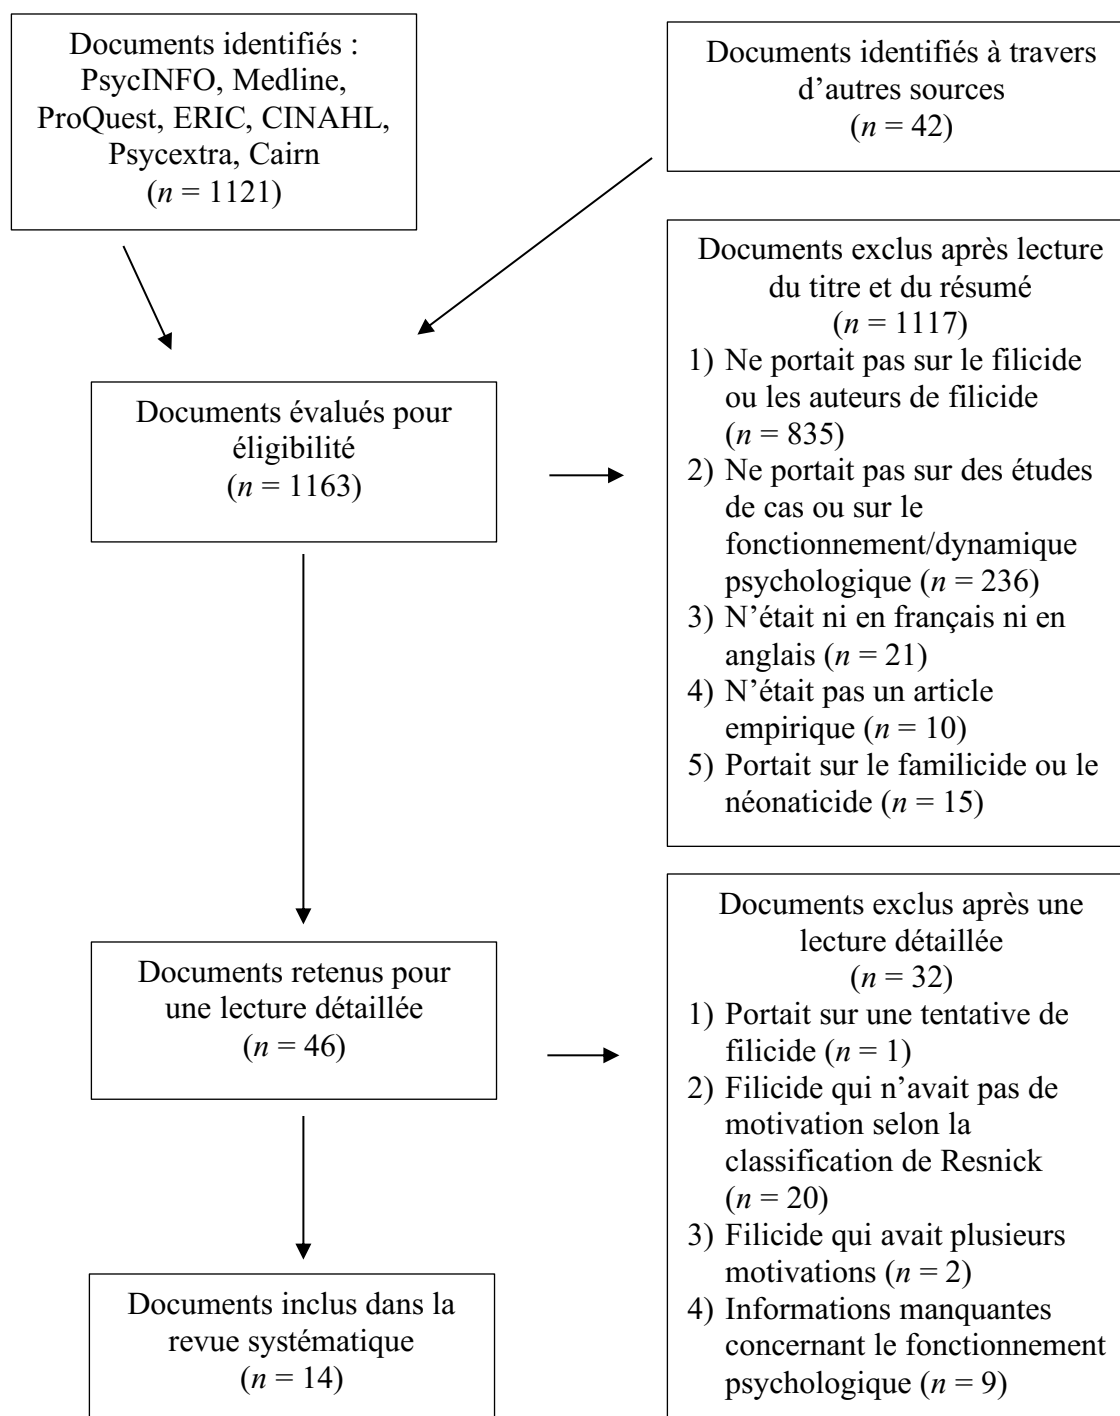 Documents identifiés :
PsycINFO, Medline,
ProQuest, ERIC, CINAHL,
Psycextra, Cairn
(n = 1121)
Documents identifiés à travers
d’autres sources
(n = 42)
Documents évalués pour
éligibilité
(n = 1163)
Documents exclus après lecture
du titre et du résumé
(n = 1117)
1) Ne portait pas sur le filicide
ou les auteurs de filicide
(n = 835)
2) Ne portait pas sur des études
de cas ou sur le
fonctionnement/dynamique
psychologique (n = 236)
3) N’était ni en français ni en
anglais (n = 21)
4) N’était pas un article
empirique (n = 10)
5) Portait sur le familicide ou le
néonaticide (n = 15)
Documents retenus pour
une lecture détaillée
(n = 46)
Documents exclus après une
lecture détaillée
(n = 32)
1) Portait sur une tentative de
filicide (n = 1)
2) Filicide qui n’avait pas de
motivation selon la
classification de Resnick
(n = 20)
3) Filicide qui avait plusieurs
motivations (n = 2)
4) Informations manquantes
concernant le fonctionnement
psychologique (n = 9)
Documents inclus dans la
revue systématique
(n = 14)